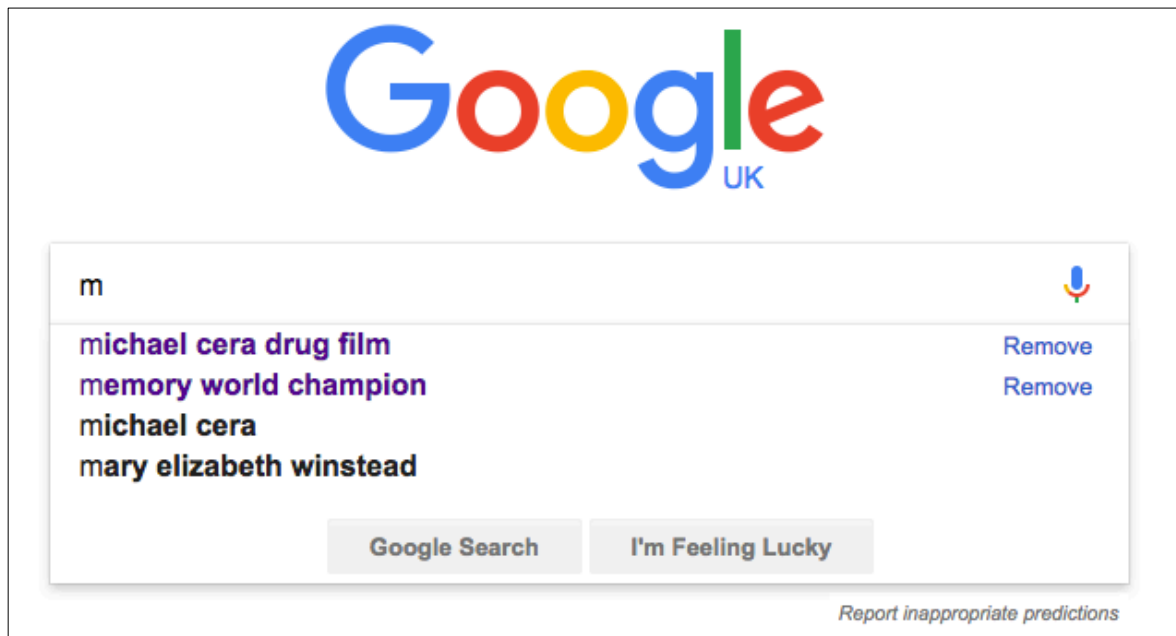 Google
UK
m
michael cera drug film Remove
memory world champion Remove
michael cera
mary elizabeth winstead
Google Search I'm Feeling Lucky
Report inappropriate predictions